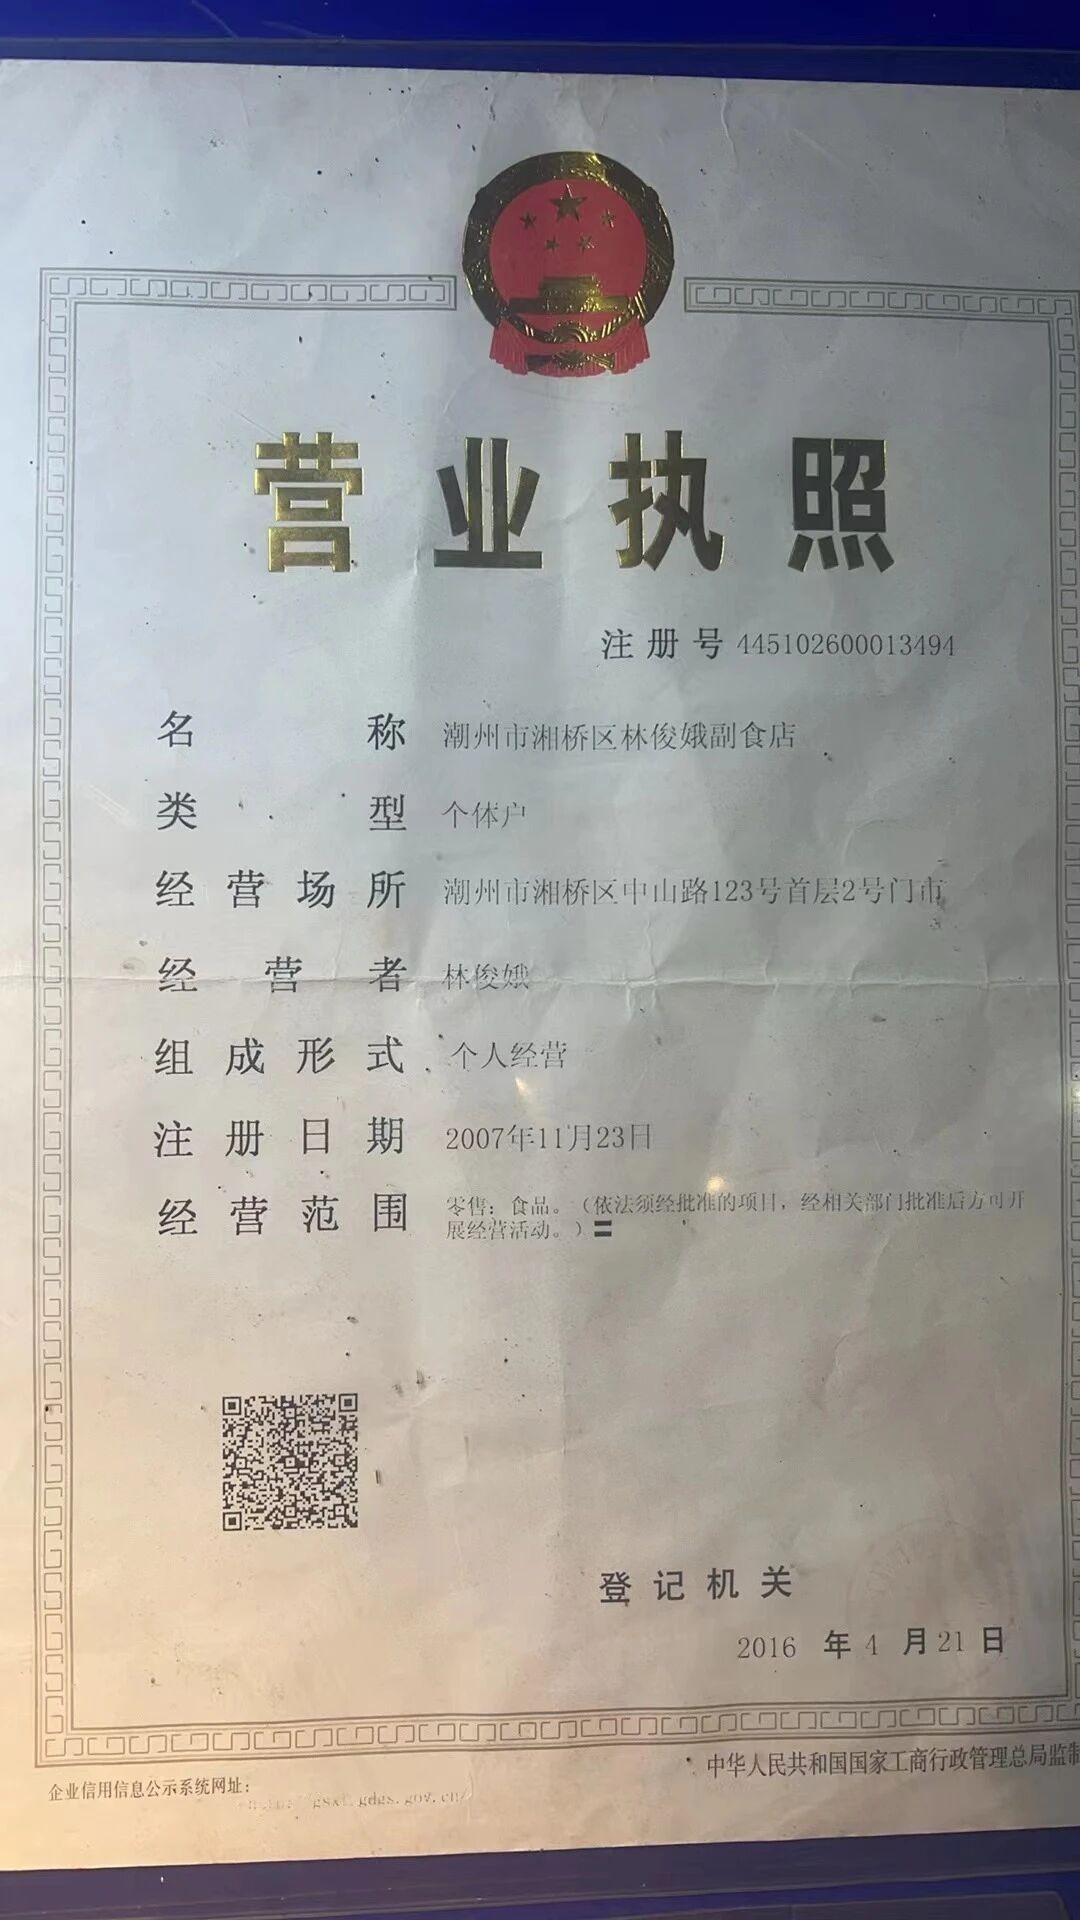 营业执照
注册号 445102600013494
名称 潮州市湘桥区林俊娥副食店
类型 个体户
经营场所 潮州市湘桥区中山路123号首层2号门市
经营者 林俊娥
组成形式 个人经营
注册日期 2007年11月23日
经营范围 零售：食品。（依法须经批准的项目，经相关部门批准后方可开
展经营活动。）〓
登记机关
2016 年 4 月 21 日
企业信用信息公示系统网址：
gdgs.gov.cn/
中华人民共和国国家工商行政管理总局监制